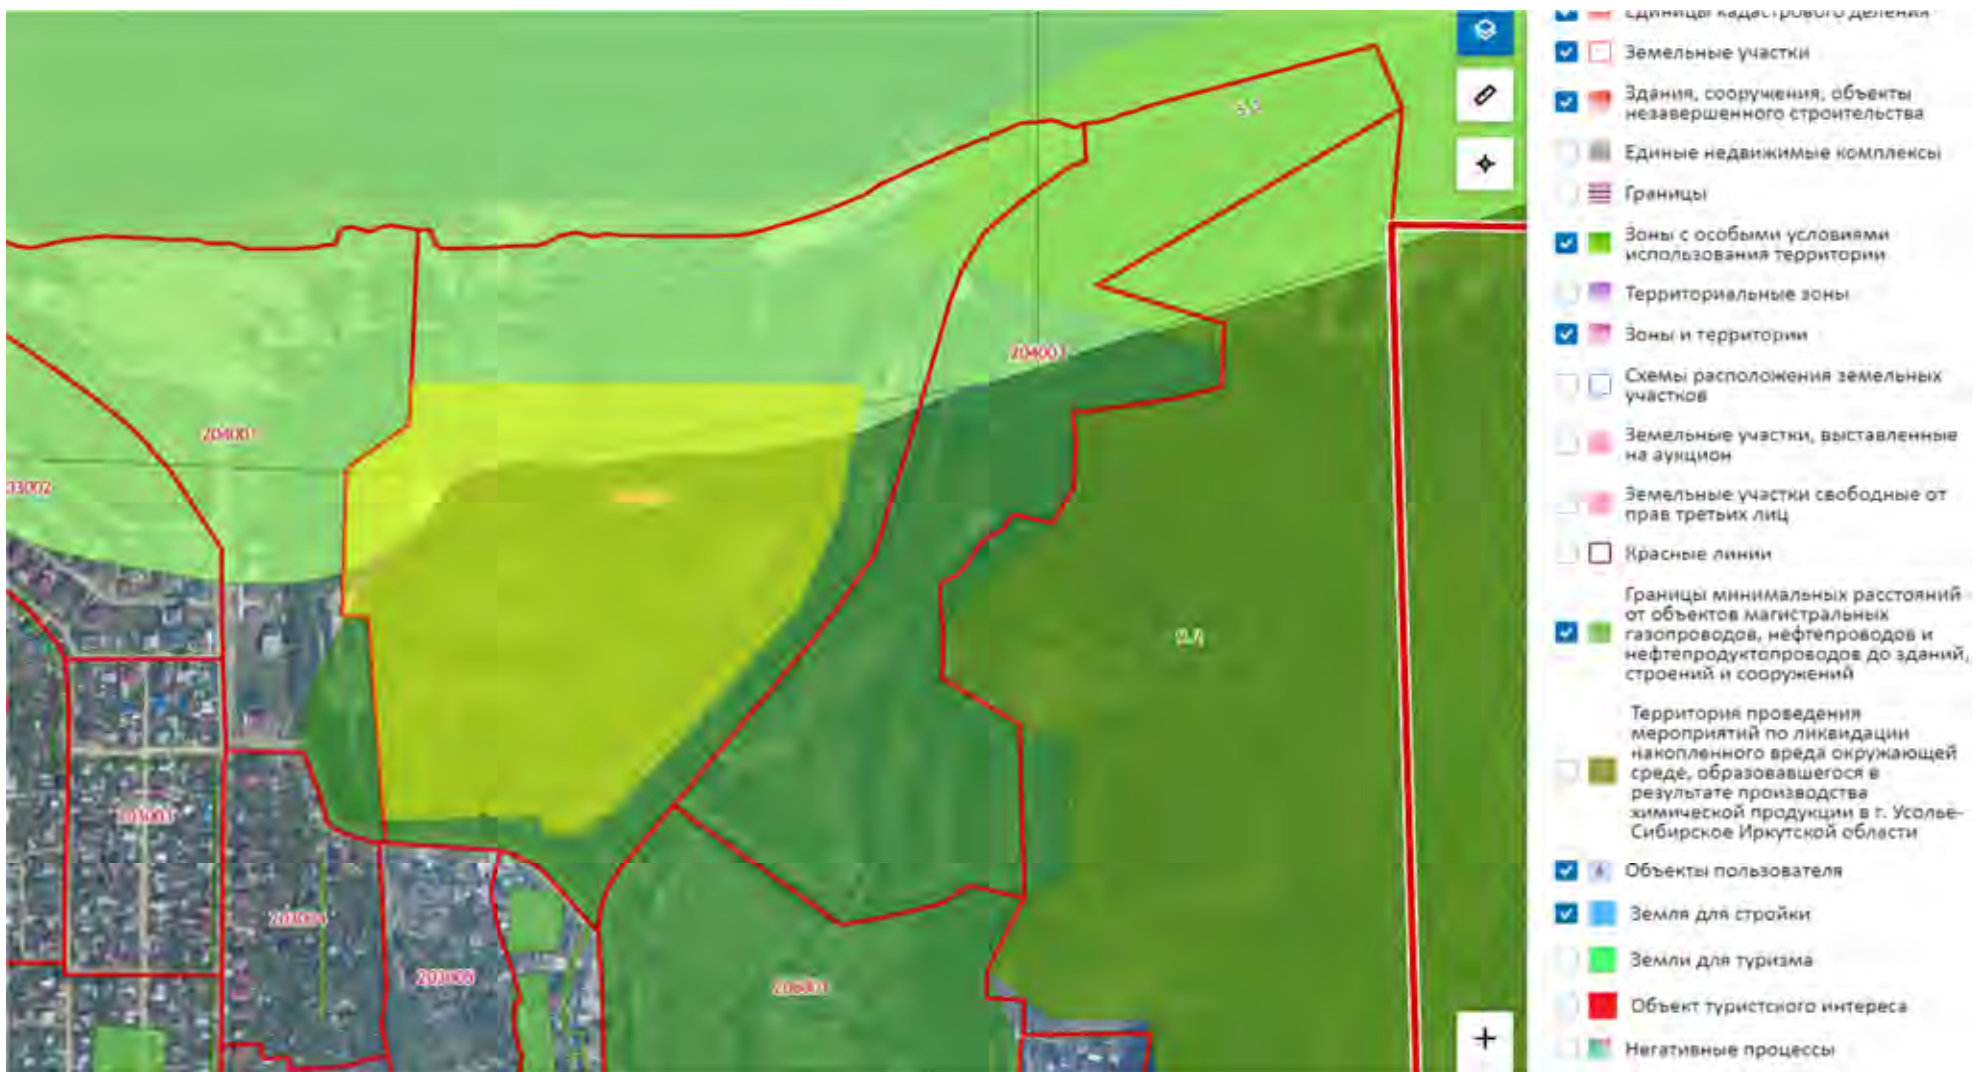 Единицы кадастрового деления
Земельные участки
Здания, сооружения, объекты
незавершенного строительства
Единые недвижимые комплексы
Границы
Зоны с особыми условиями
использования территории
Территориальные зоны
Зоны и территории
Схемы расположения земельных
участков
Земельные участки, выставленные
на аукцион
Земельные участки свободные от
прав третьих лиц
Красные линии
Границы минимальных расстояний
от объектов магистральных
газопроводов, нефтепроводов и
нефтепродуктопроводов до зданий,
строений и сооружений
Территория проведения
мероприятий по ликвидации
накопленного вреда окружающей
среде, образовавшегося в
результате производства
химической продукции в г. Усолье-
Сибирское Иркутской области
Объекты пользователя
Земля для стройки
Земли для туризма
Объект туристского интереса
Негативные процессы
204001
03002
203004
203005